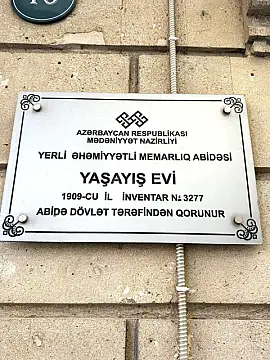 AZƏRBAYCAN RESPUBLİKASI
MƏDƏNİYYƏT NAZİRLİYİ
YERLİ ƏHƏMİYYƏTLİ MEMARLIQ ABİDƏSİ
YAŞAYIŞ EVİ
1909-CU İL İNVENTAR № 3277
ABİDƏ DÖVLƏT TƏRƏFİNDƏN QORUNUR